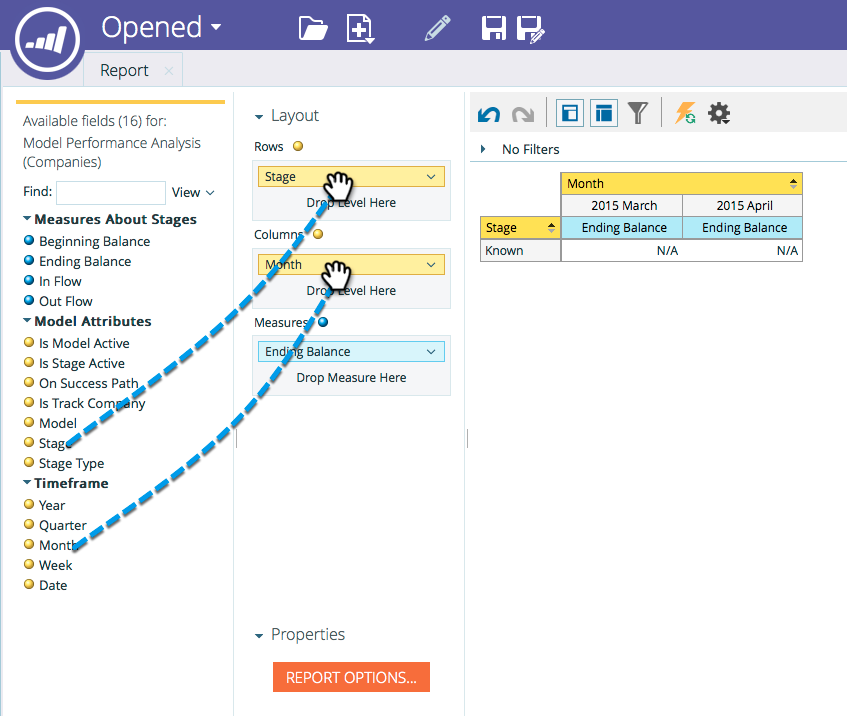 Opened
Report
Available fields (16) for:
Model Performance Analysis
(Companies)
Find:
View
Measures About Stages
Beginning Balance
Ending Balance
In Flow
Out Flow
Model Attributes
Is Model Active
Is Stage Active
On Success Path
Is Track Company
Model
Stage
Stage Type
Timeframe
Year
Quarter
Month
Week
Date
Layout
Rows
Stage
Drop Level Here
Columns
Month
Drop Level Here
Measures
Ending Balance
Drop Measure Here
Properties
REPORT OPTIONS...
No Filters
Month
2015 March 2015 April
Stage Ending Balance Ending Balance
Known N/A N/A